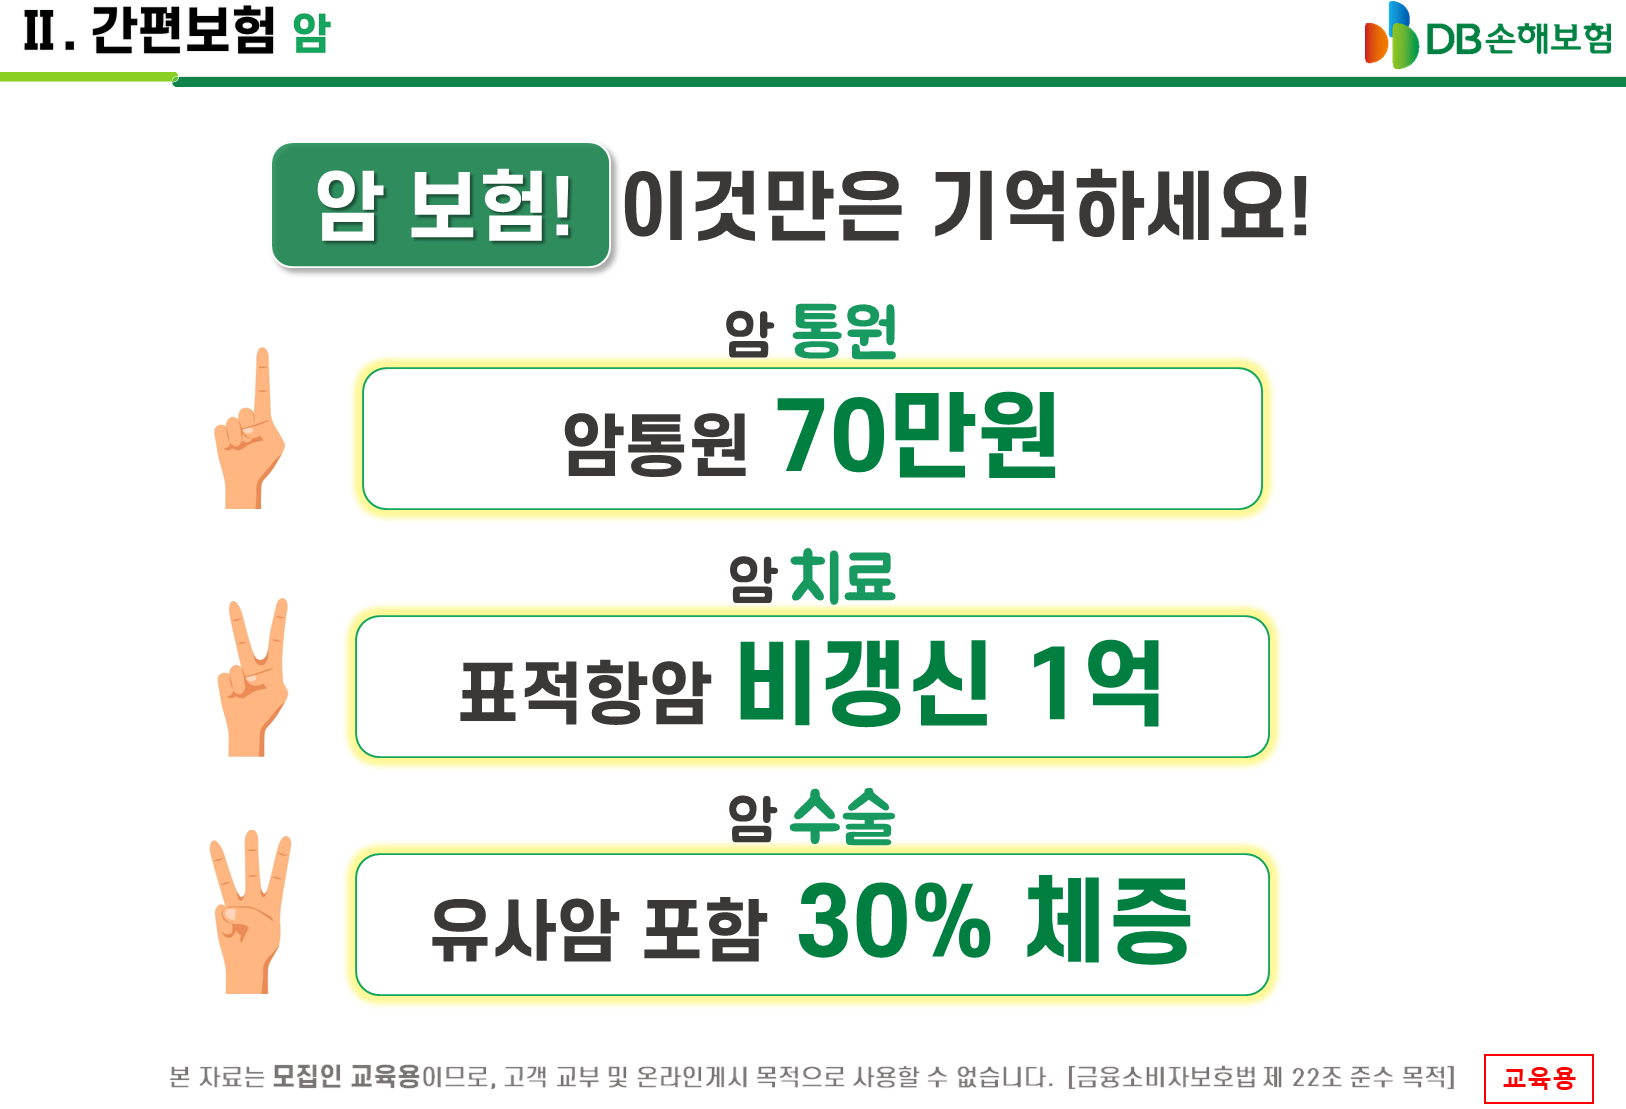 Ⅱ. 간편보험 암
DB손해보험
암 보험! 이것만은 기억하세요!
암 통원
암통원 70만원
암 치료
표적항암 비갱신 1억
암 수술
유사암 포함 30% 체증
본 자료는 모집인 교육용이므로, 고객 교부 및 온라인게시 목적으로 사용할 수 없습니다. [금융소비자보호법 제 22조 준수 목적]
교육용